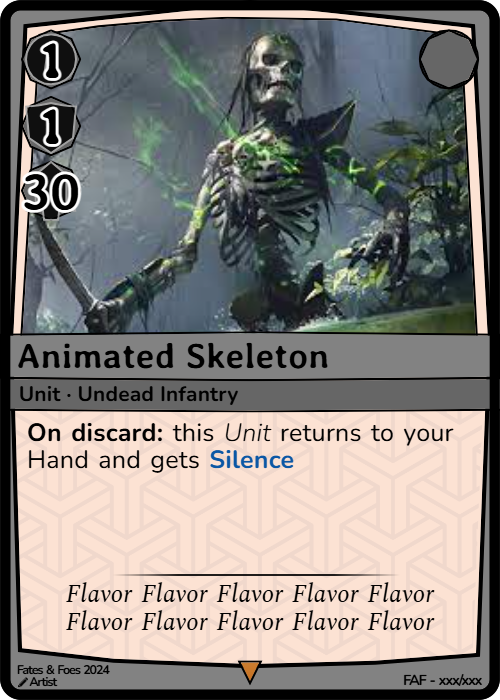 1
1
30
Animated Skeleton
Unit · Undead Infantry
On discard: this Unit returns to your
Hand and gets Silence
Flavor Flavor Flavor Flavor Flavor
Flavor Flavor Flavor Flavor Flavor
Fates & Foes 2024
Artist
FAF - xxx/xxx